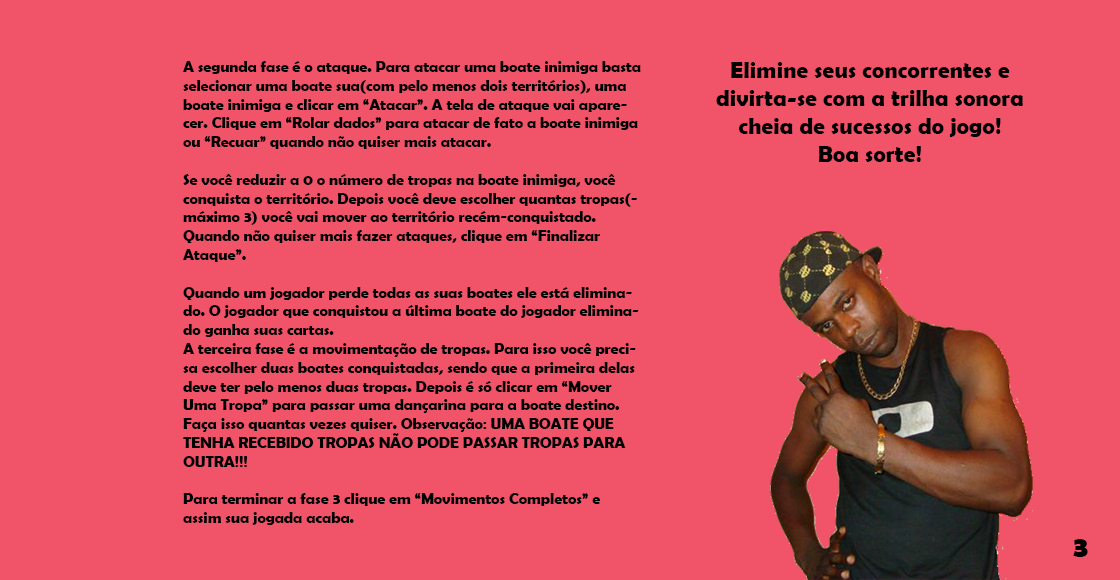 A segunda fase é o ataque. Para atacar uma boate inimiga basta
selecionar uma boate sua(com pelo menos dois territórios), uma
boate inimiga e clicar em “Atacar”. A tela de ataque vai apare-
cer. Clique em “Rolar dados” para atacar de fato a boate inimiga
ou “Recuar” quando não quiser mais atacar.
Se você reduzir a 0 o número de tropas na boate inimiga, você
conquista o território. Depois você deve escolher quantas tropas(-
máximo 3) você vai mover ao território recém-conquistado.
Quando não quiser mais fazer ataques, clique em “Finalizar
Ataque”.
Quando um jogador perde todas as suas boates ele está elimina-
do. O jogador que conquistou a última boate do jogador elimina-
do ganha suas cartas.
A terceira fase é a movimentação de tropas. Para isso você preci-
sa escolher duas boates conquistadas, sendo que a primeira delas
deve ter pelo menos duas tropas. Depois é só clicar em “Mover
Uma Tropa” para passar uma dançarina para a boate destino.
Faça isso quantas vezes quiser. Observação: UMA BOATE QUE
TENHA RECEBIDO TROPAS NÃO PODE PASSAR TROPAS PARA
OUTRA!!!
Para terminar a fase 3 clique em “Movimentos Completos” e
assim sua jogada acaba.
Elimine seus concorrentes e
divirta-se com a trilha sonora
cheia de sucessos do jogo!
Boa sorte!
3